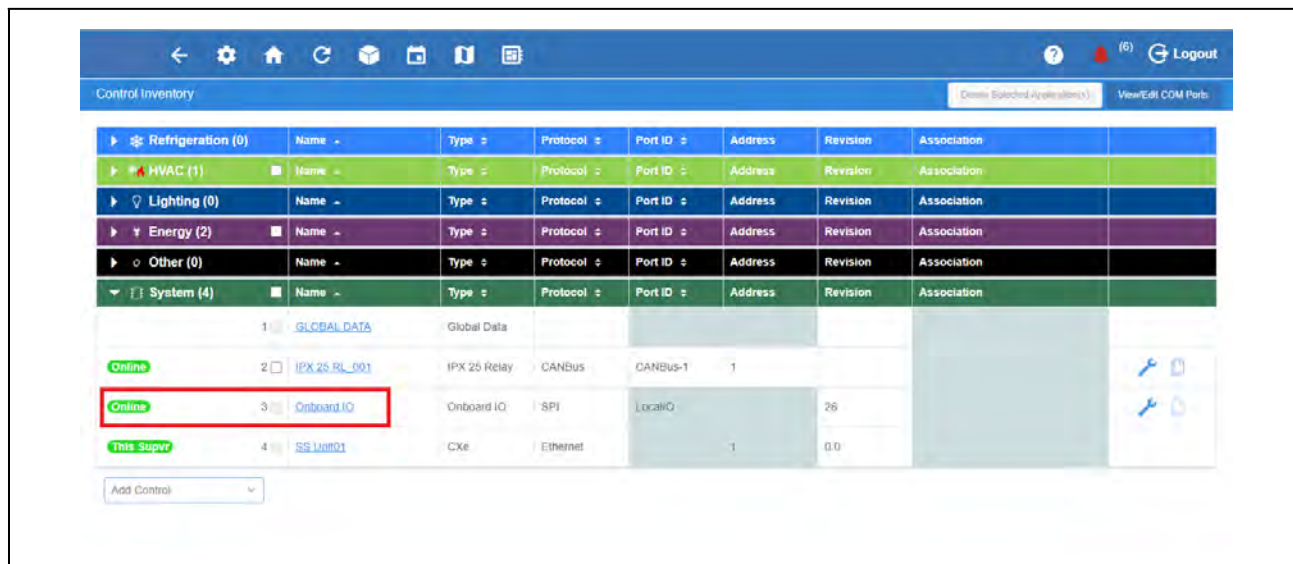 (6) Logout
Control Inventory Delete Selected Application(s) View/Edit COM Ports
Refrigeration (0) Name Type Protocol Port ID Address Revision Association
HVAC (1) Name Type Protocol Port ID Address Revision Association
Lighting (0) Name Type Protocol Port ID Address Revision Association
Energy (2) Name Type Protocol Port ID Address Revision Association
Other (0) Name Type Protocol Port ID Address Revision Association
System (4) Name Type Protocol Port ID Address Revision Association
1 GLOBAL DATA Global Data
Online 2 IPX 25 RL_001 IPX 25 Relay CANBus CANBus-1 1
Online 3 Onboard IO Onboard IO SPI LocalIO 26
This Supvr 4 SS Unit01 CXe Ethernet 1 0.0
Add Control